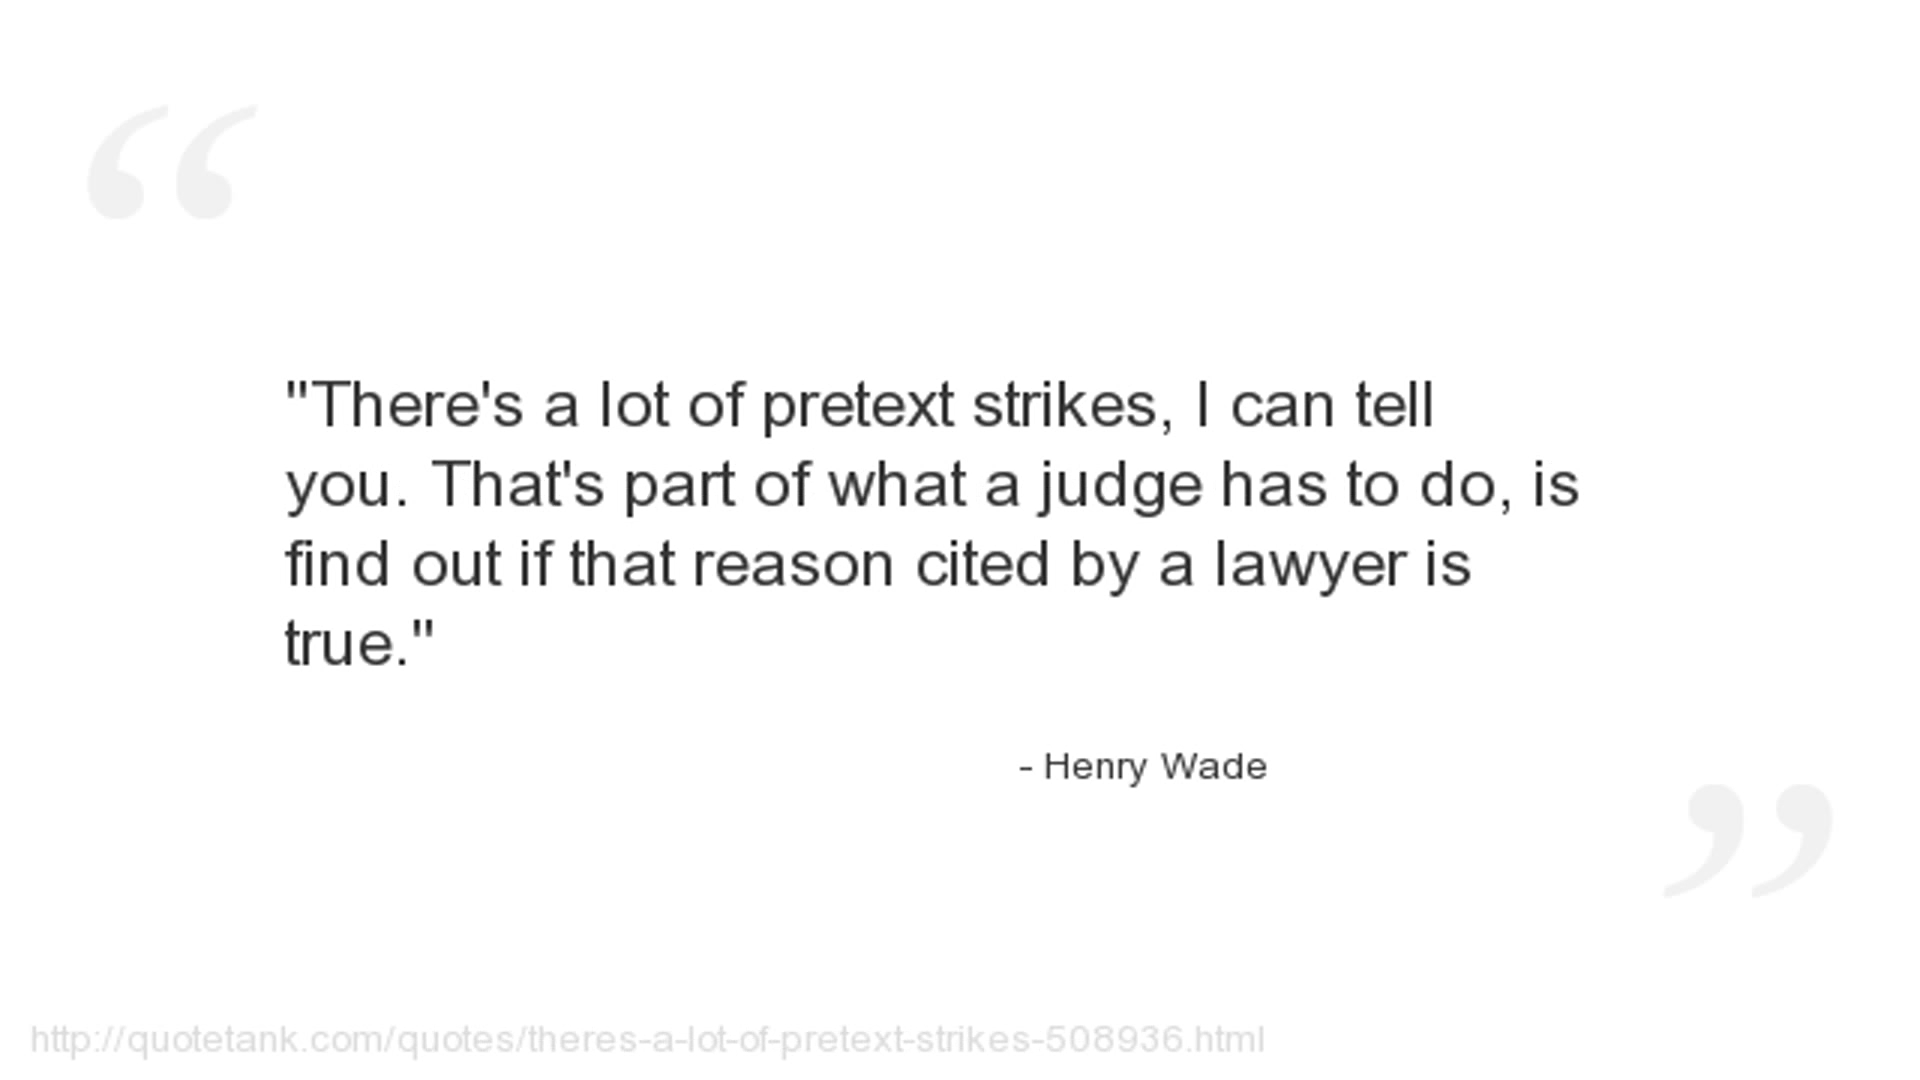 "There's a lot of pretext strikes, I can tell
you. That's part of what a judge has to do, is
find out if that reason cited by a lawyer is
true."
- Henry Wade
http://quotetank.com/quotes/theres-a-lot-of-pretext-strikes-508936.html